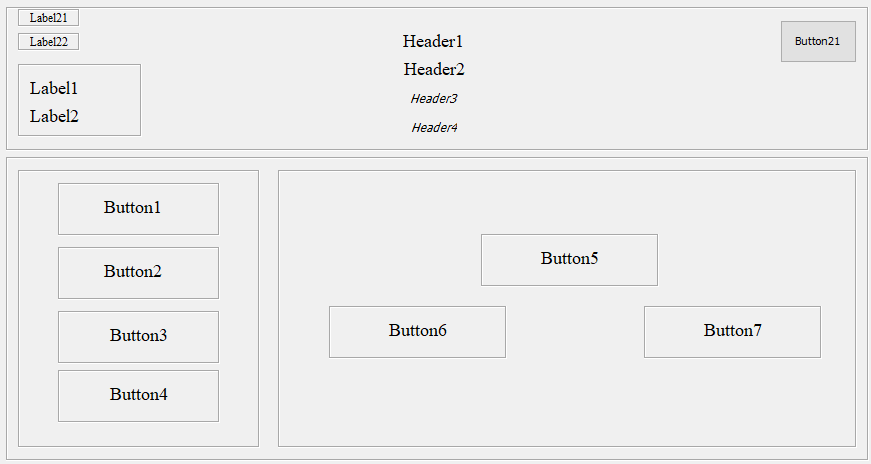 Label21
Label22
Label1
Label2
Header1
Header2
Header3
Header4
Button21
Button1
Button2
Button3
Button4
Button5
Button6
Button7